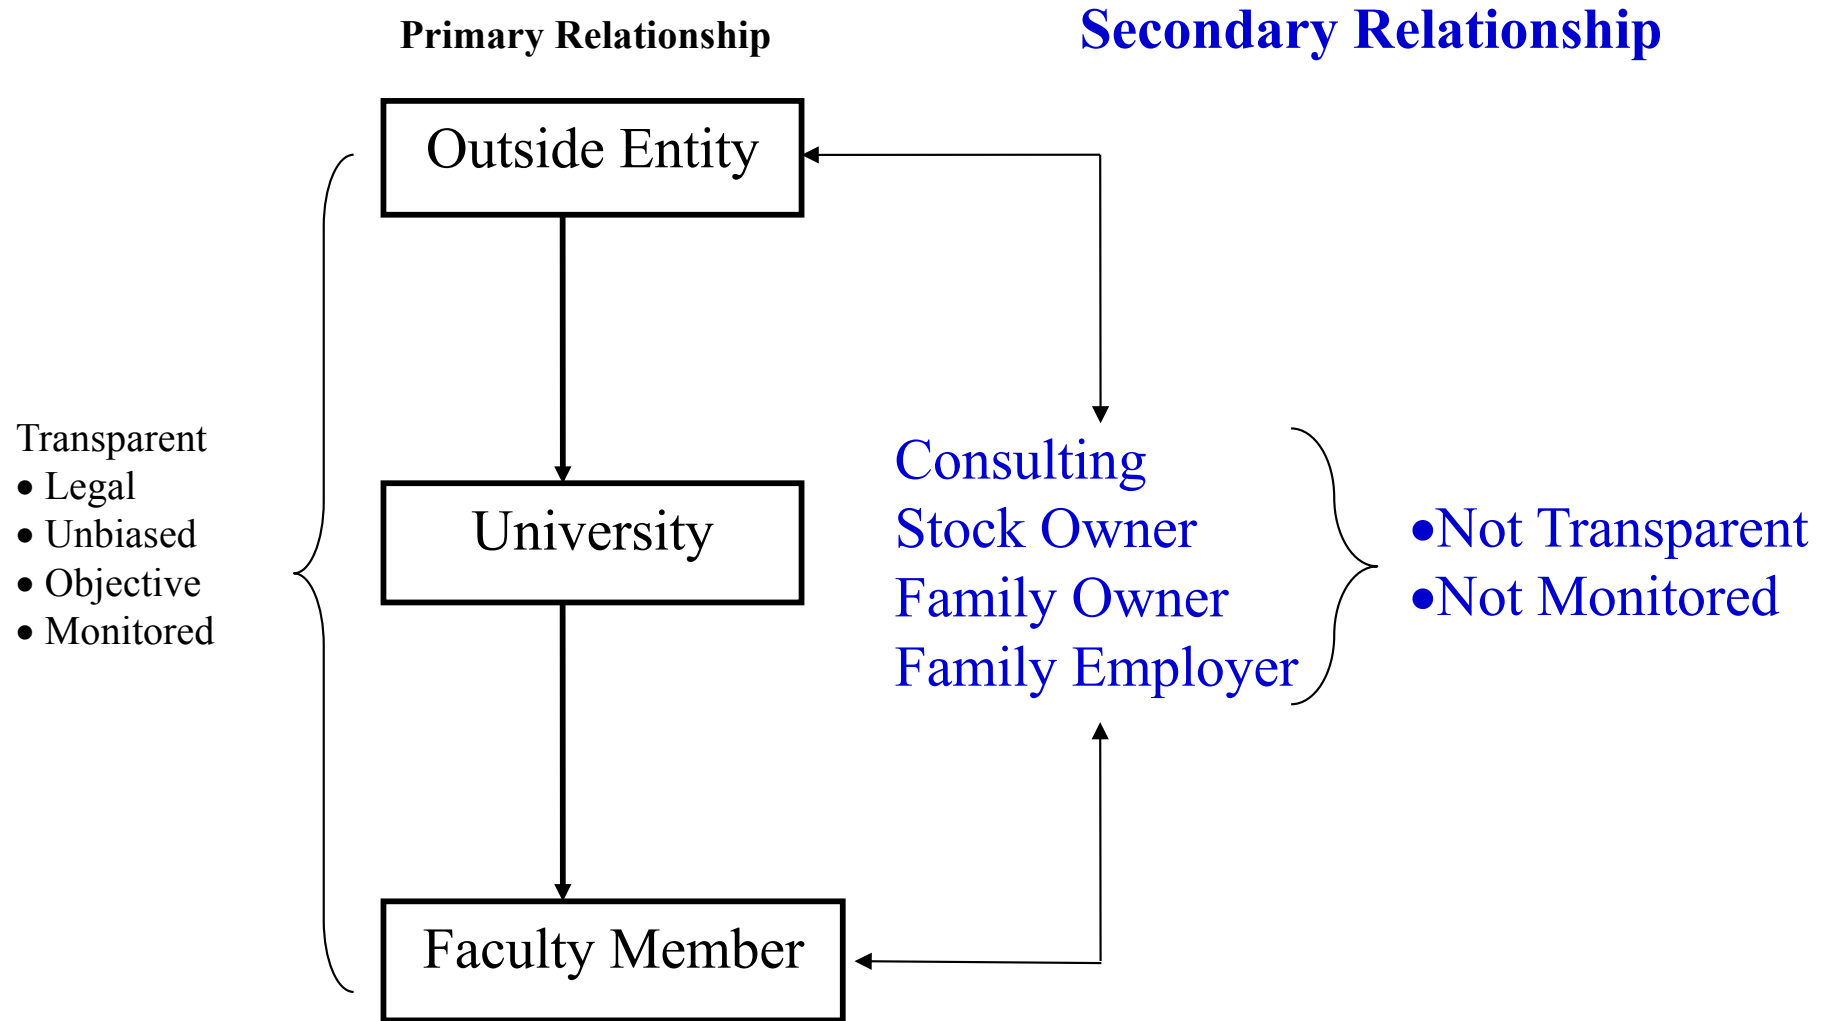 Primary Relationship
Secondary Relationship
Outside Entity
Transparent
• Legal
• Unbiased
• Objective
• Monitored
University
Consulting
Stock Owner
Family Owner
Family Employer
•Not Transparent
•Not Monitored
Faculty Member